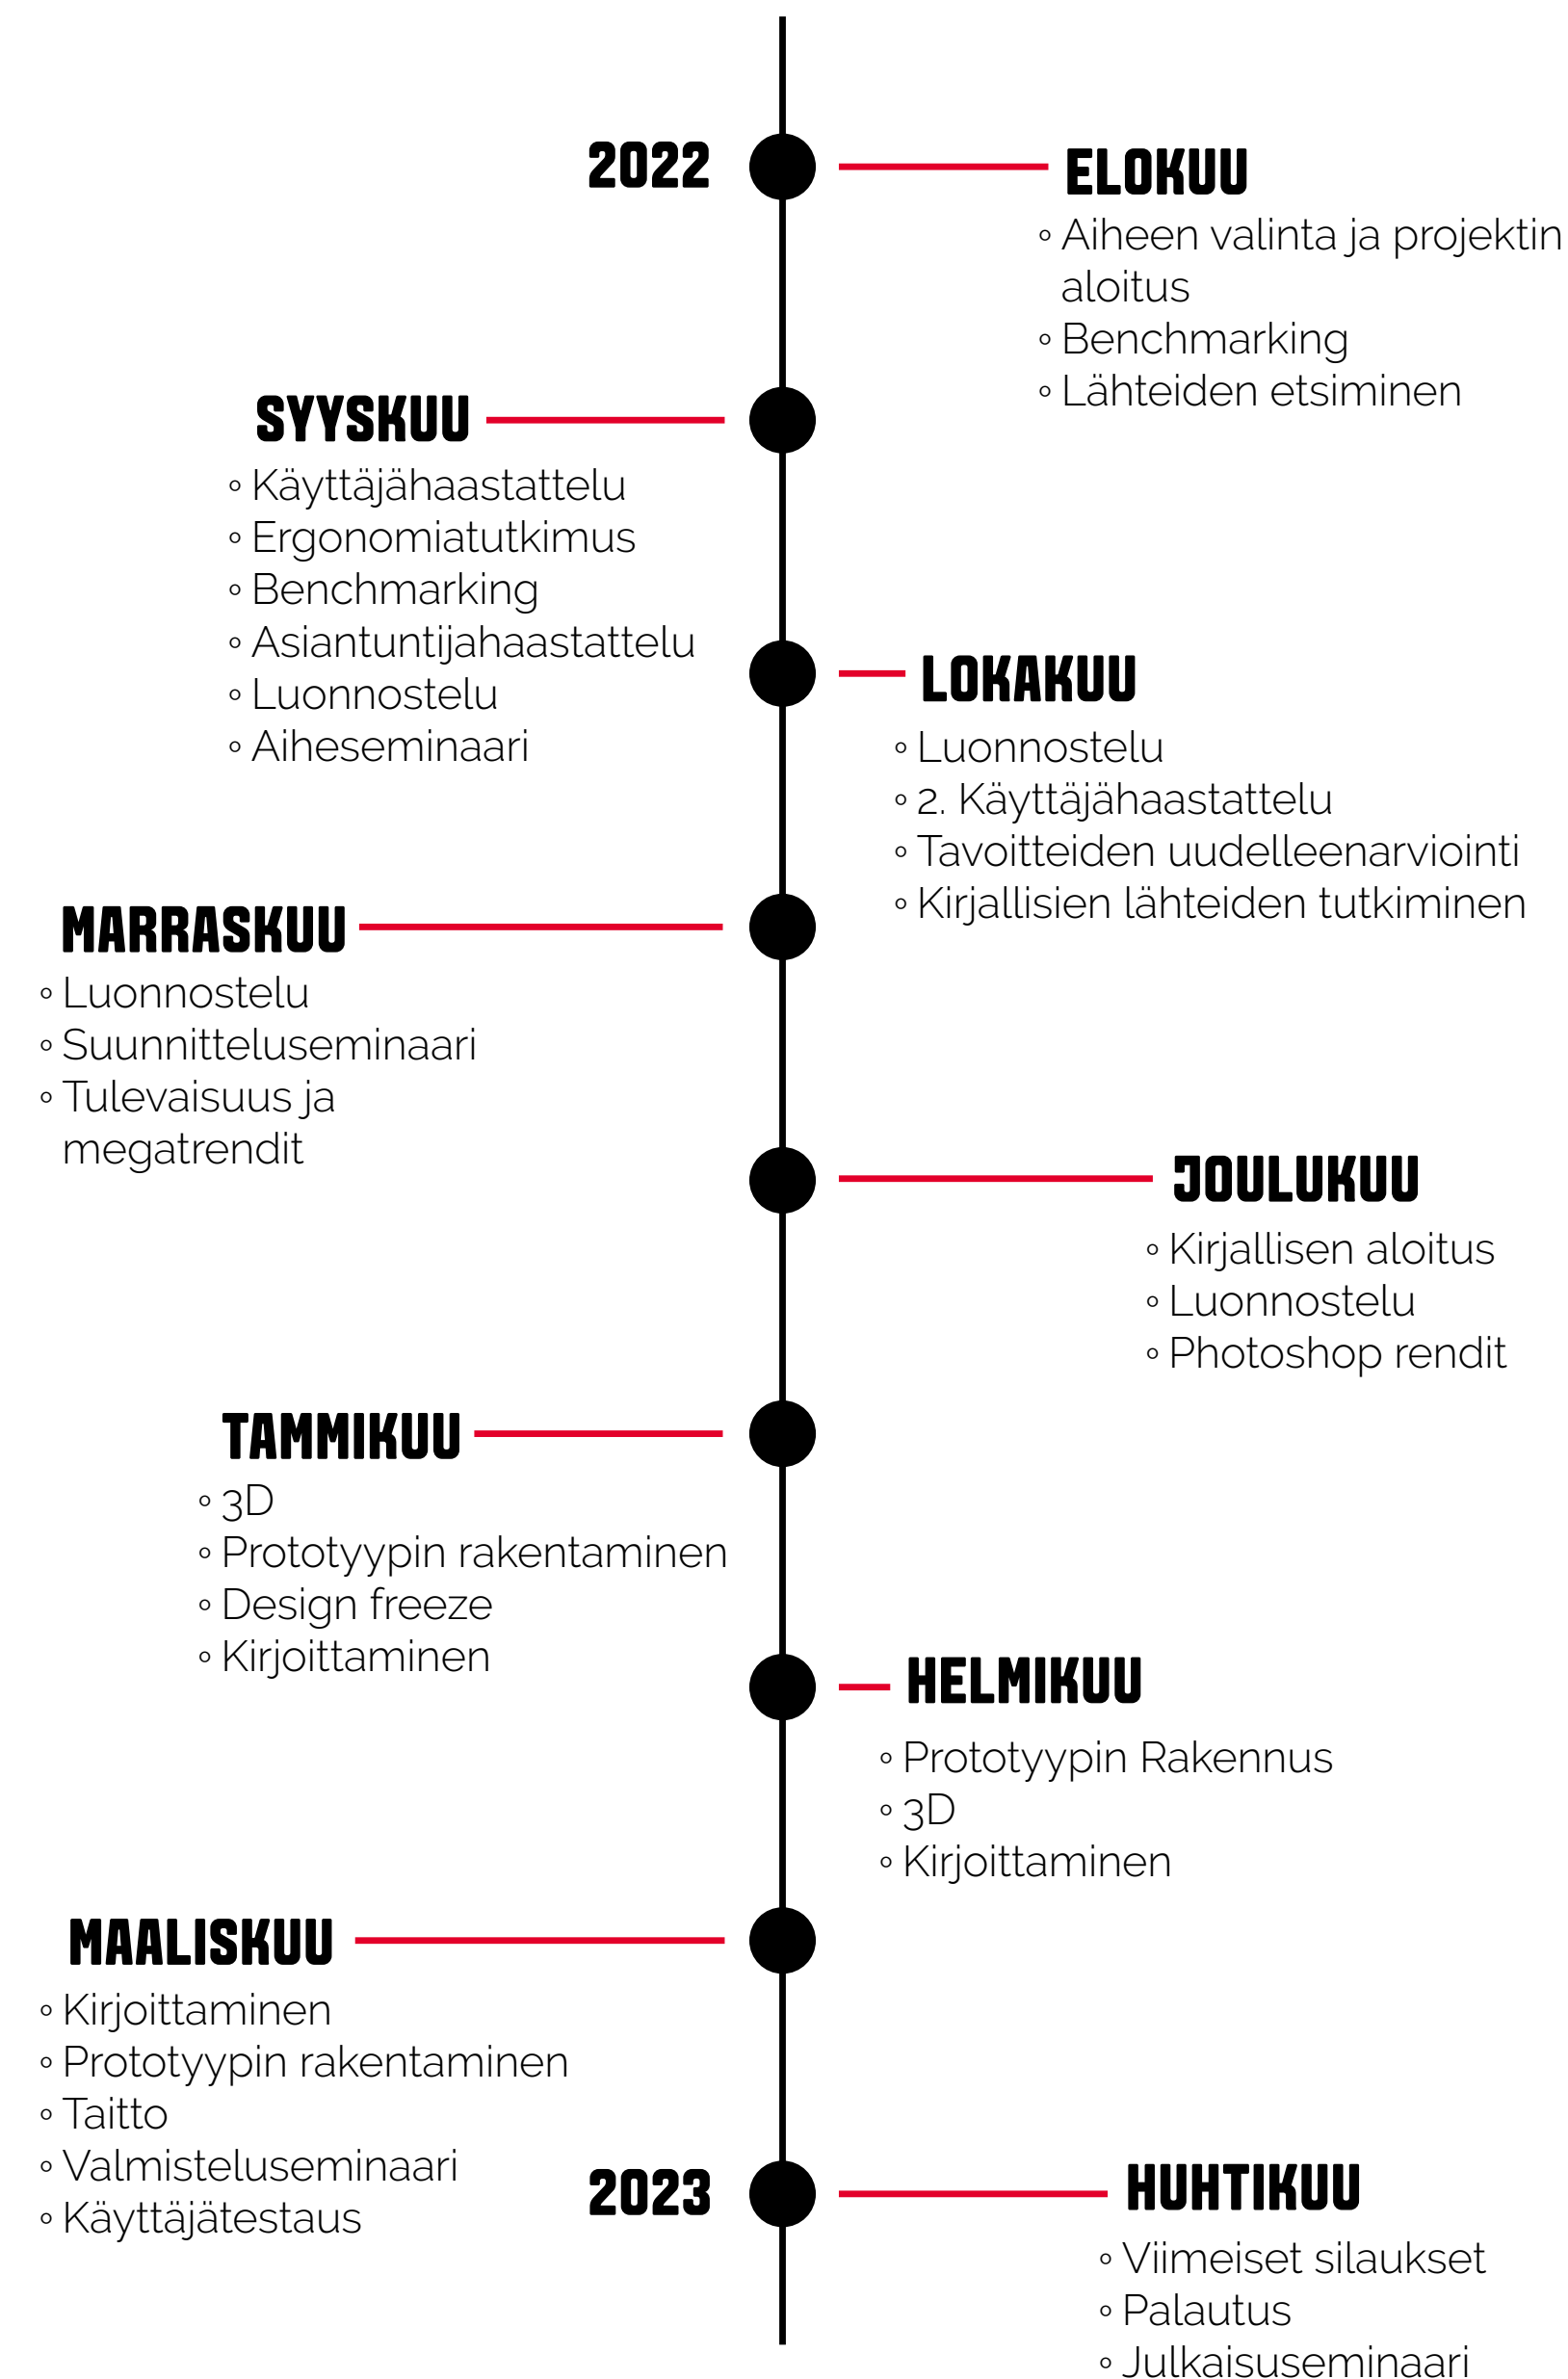 2022
ELOKUU
◦ Aiheen valinta ja projektin
aloitus
◦ Benchmarking
◦ Lähteiden etsiminen
SYYSKUU
◦ Käyttäjähaastattelu
◦ Ergonomiatutkimus
◦ Benchmarking
◦ Asiantuntijahaastattelu
◦ Luonnostelu
◦ Aiheseminaari
LOKAKUU
◦ Luonnostelu
◦ 2. Käyttäjähaastattelu
◦ Tavoitteiden uudelleenarviointi
◦ Kirjallisien lähteiden tutkiminen
MARRASKUU
◦ Luonnostelu
◦ Suunnitteluseminaari
◦ Tulevaisuus ja
megatrendit
JOULUKUU
◦ Kirjallisen aloitus
◦ Luonnostelu
◦ Photoshop rendit
TAMMIKUU
◦ 3D
◦ Prototyypin rakentaminen
◦ Design freeze
◦ Kirjoittaminen
HELMIKUU
◦ Prototyypin Rakennus
◦ 3D
◦ Kirjoittaminen
MAALISKUU
◦ Kirjoittaminen
◦ Prototyypin rakentaminen
◦ Taitto
◦ Valmisteluseminaari
◦ Käyttäjätestaus
2023
HUHTIKUU
◦ Viimeiset silaukset
◦ Palautus
◦ Julkaisuseminaari